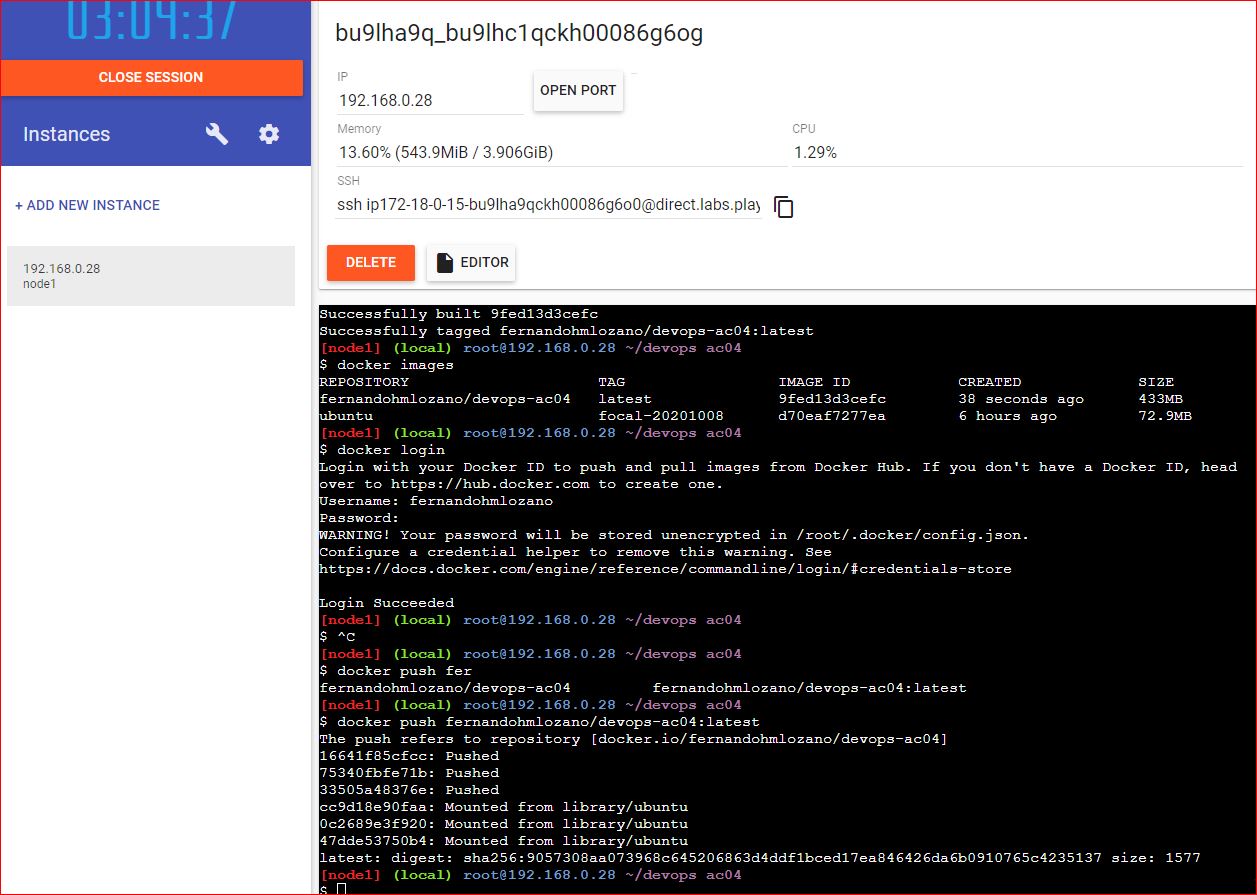 03:04:37
CLOSE SESSION
Instances
+ ADD NEW INSTANCE
192.168.0.28
node1
bu9lha9q_bu9lhc1qckh00086g6og
IP
192.168.0.28
OPEN PORT
Memory
13.60% (543.9MiB / 3.906GiB)
CPU
1.29%
SSH
ssh ip172-18-0-15-bu9lha9qckh00086g6o0@direct.labs.play
DELETE
EDITOR
Successfully built 9fed13d3cefc
Successfully tagged fernandohmlozano/devops-ac04:latest
[node1] (local) root@192.168.0.28 ~/devops ac04
$ docker images
REPOSITORY TAG IMAGE ID CREATED SIZE
fernandohmlozano/devops-ac04 latest 9fed13d3cefc 38 seconds ago 433MB
ubuntu focal-20201008 d70eaf7277ea 6 hours ago 72.9MB
[node1] (local) root@192.168.0.28 ~/devops ac04
$ docker login
Login with your Docker ID to push and pull images from Docker Hub. If you don't have a Docker ID, head
over to https://hub.docker.com to create one.
Username: fernandohmlozano
Password:
WARNING! Your password will be stored unencrypted in /root/.docker/config.json.
Configure a credential helper to remove this warning. See
https://docs.docker.com/engine/reference/commandline/login/#credentials-store
Login Succeeded
[node1] (local) root@192.168.0.28 ~/devops ac04
$ ^C
[node1] (local) root@192.168.0.28 ~/devops ac04
$ docker push fer
fernandohmlozano/devops-ac04 fernandohmlozano/devops-ac04:latest
[node1] (local) root@192.168.0.28 ~/devops ac04
$ docker push fernandohmlozano/devops-ac04:latest
The push refers to repository [docker.io/fernandohmlozano/devops-ac04]
16641f85cfcc: Pushed
75340fbfe71b: Pushed
33505a48376e: Pushed
cc9d18e90faa: Mounted from library/ubuntu
0c2689e3f920: Mounted from library/ubuntu
47dde53750b4: Mounted from library/ubuntu
latest: digest: sha256:9057308aa073968c645206863d4ddf1bced17ea846426da6b0910765c4235137 size: 1577
[node1] (local) root@192.168.0.28 ~/devops ac04
$